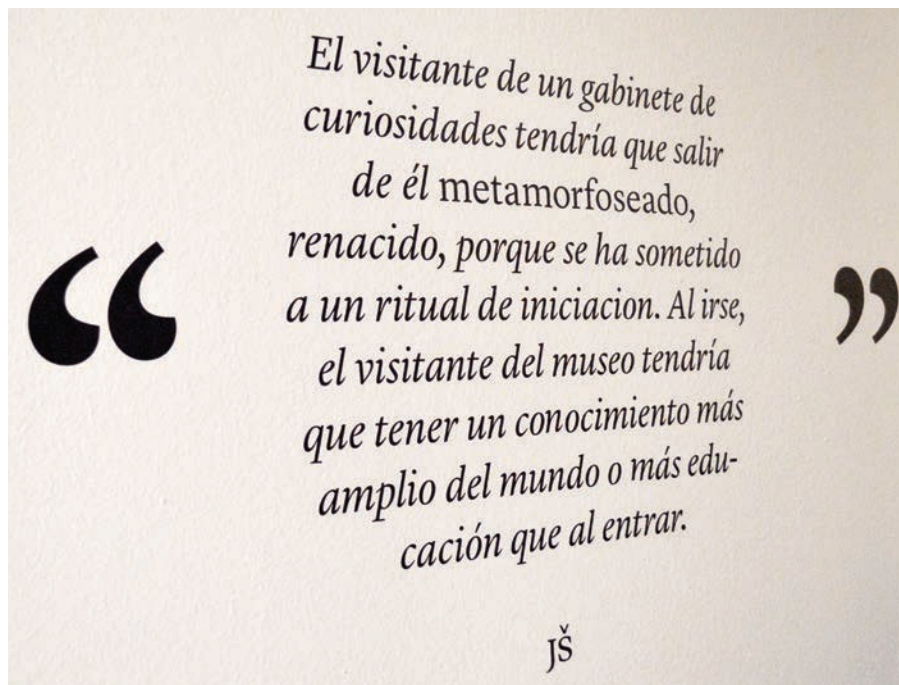 “
El visitante de un gabinete de
curiosidades tendría que salir
de él metamorfoseado,
renacido, porque se ha sometido
a un ritual de iniciacion. Al irse,
el visitante del museo tendría
que tener un conocimiento más
amplio del mundo o más edu-
cación que al entrar.
”
JŠ